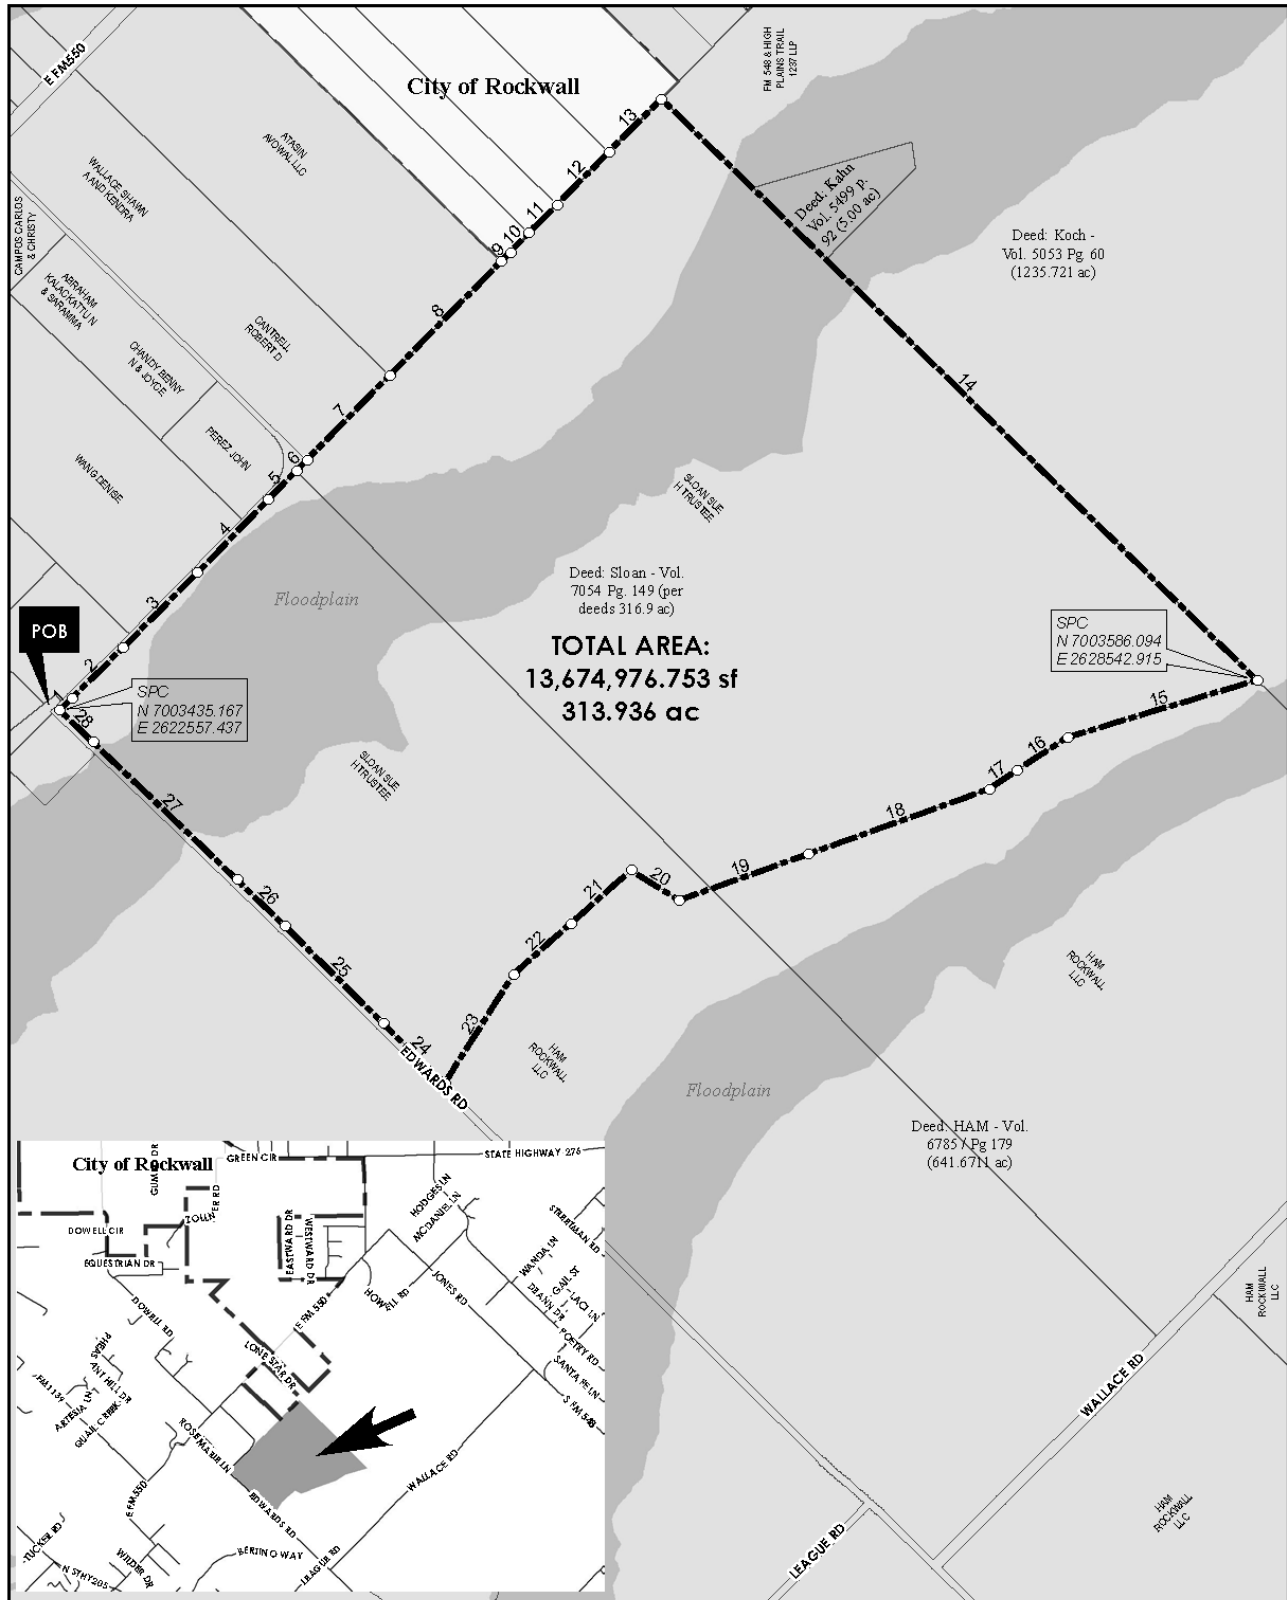 E FM550
City of Rockwall
FM 548 & HIGH
PLAINS TRAIL
1237 LLP
ATASIN
AVOWAL LLC
WALLACE SHAWN
A AND KENDRA
CAMPOS CARLOS
& CHRISTY
ABRAHAM
KALACKATTU N
& SARAMMA
CHANDY BENNY
N & JOYCE
CANTRELL
ROBERT D
PEREZ JOHN
WANG DENISE
Deed: Kahn
Vol. 5499 p.
92 (5.00 ac)
Deed: Koch -
Vol. 5053 Pg. 60
(1235.721 ac)
13
12
11
10
9
8
7
6
5
4
3
2
1
14
SLOAN SUE
H TRUSTEE
Floodplain
Deed: Sloan - Vol.
7054 Pg. 149 (per
deeds 316.9 ac)
TOTAL AREA:
13,674,976.753 sf
313.936 ac
POB
SPC
N 7003435.167
E 2622557.437
SPC
N 7003586.094
E 2628542.915
SLOAN SUE
H TRUSTEE
28
27
26
25
24
23
22
21
20
19
18
17
16
15
EDWARDS RD
HAM
ROCKWALL
LLC
HAM
ROCKWALL
LLC
Floodplain
Deed: HAM - Vol.
6785 / Pg 179
(641.6711 ac)
HAM
ROCKWALL
LLC
WALLACE RD
HAM
ROCKWALL
LLC
LEAGUE RD
City of Rockwall
GREEN CIR
STATE HIGHWAY 276
DOWELL CIR
EQUESTRIAN DR
EASTWARD DR
WESTWARD DR
HODGES LN
MCDANIEL LN
STREETMAN RD
WANDA LN
GAIL ST
LACI LN
DEANN DR
POETRY RD
SANTA FE LN
S FM 548
JONES RD
E FM 550
DOWELL RD
LONE STAR DR
FM 1139
ARTESIA LN
QUAIL CREEK
ROSEMARIE LN
E FM550
EDWARDS RD
WALLACE RD
TUCKER RD
N STHY205
WILDER DR
BERTINO WAY
LEAGUE RD